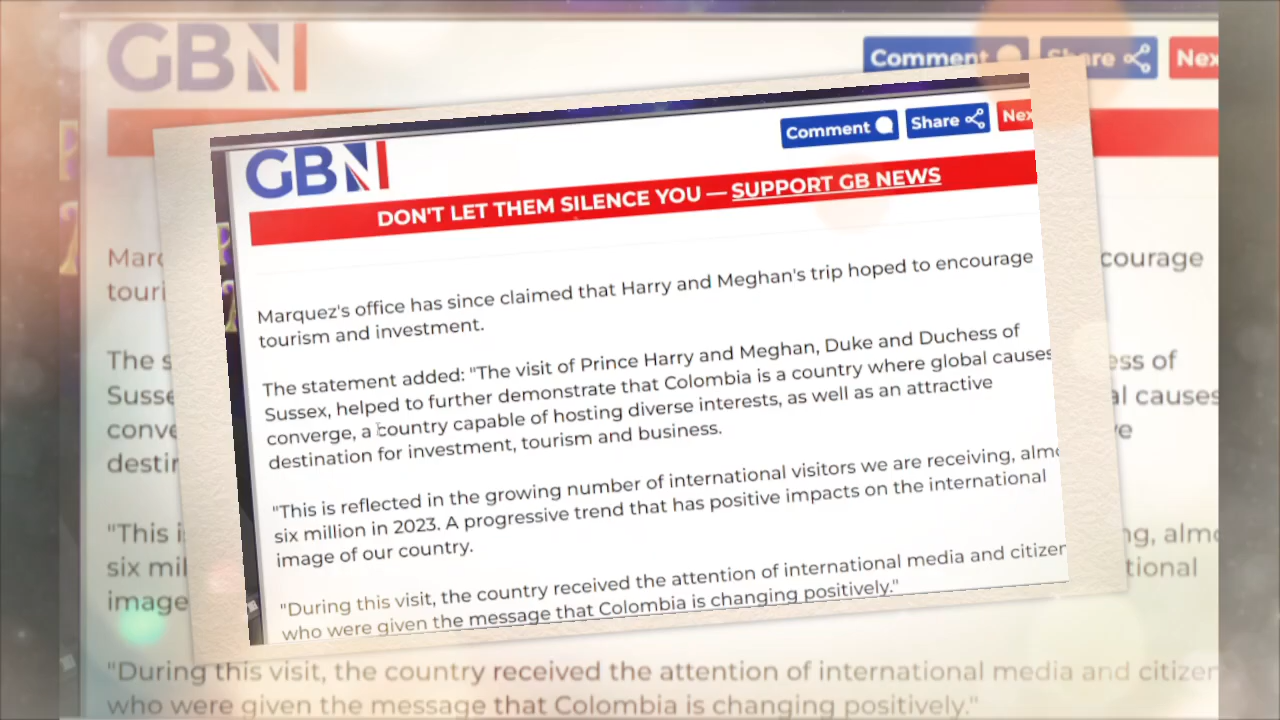 GBN
Comment
Share
Nex
DON'T LET THEM SILENCE YOU — SUPPORT GB NEWS
Marquez's office has since claimed that Harry and Meghan's trip hoped to encourage
tourism and investment.
The statement added: "The visit of Prince Harry and Meghan, Duke and Duchess of
Sussex, helped to further demonstrate that Colombia is a country where global causes
converge, a country capable of hosting diverse interests, as well as an attractive
destination for investment, tourism and business.
"This is reflected in the growing number of international visitors we are receiving, almo
six million in 2023. A progressive trend that has positive impacts on the international
image of our country.
"During this visit, the country received the attention of international media and citizen
who were given the message that Colombia is changing positively."